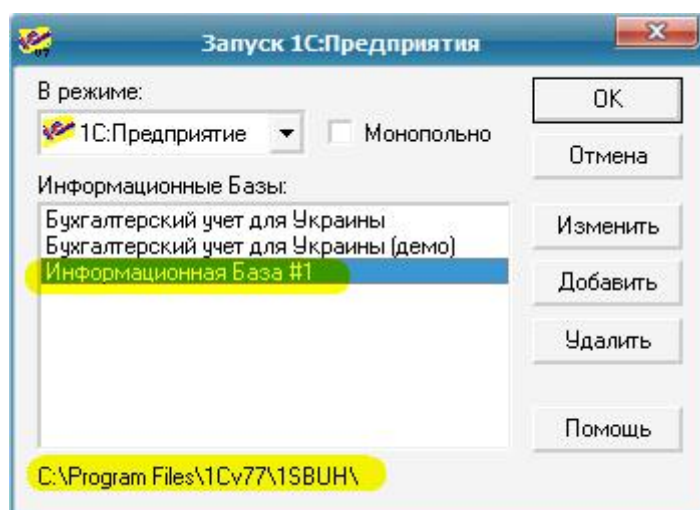 Запуск 1С:Предприятия
В режиме:
1С:Предприятие
Монопольно
Информационные Базы:
Бухгалтерский учет для Украины
Бухгалтерский учет для Украины (демо)
Информационная База #1
C:\Program Files\1Cv77\1SBUH\
OK
Отмена
Изменить
Добавить
Удалить
Помощь